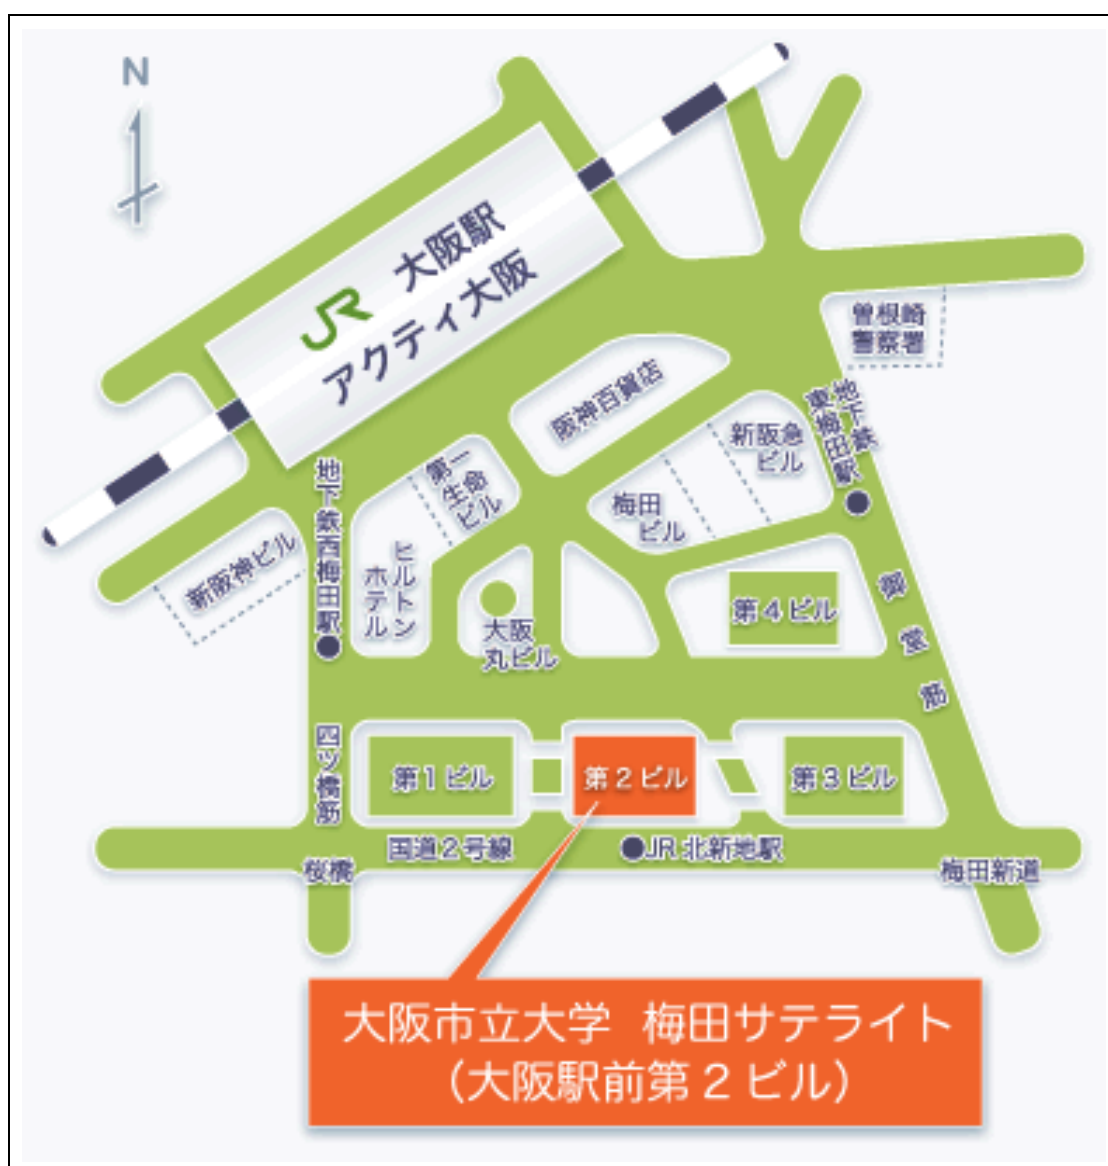 N
JR 大阪駅
アクティ大阪
曽根崎
警察署
阪神百貨店
地下鉄
東梅田駅
新阪急
ビル
第一
生命
ビル
梅田
ビル
地下鉄西梅田駅
ヒルトン
ホテル
新阪神ビル
大阪
丸ビル
第4ビル
御堂筋
四ツ橋筋
第1ビル
第2ビル
第3ビル
国道2号線
JR北新地駅
桜橋
梅田新道
大阪市立大学 梅田サテライト
（大阪駅前第2ビル）